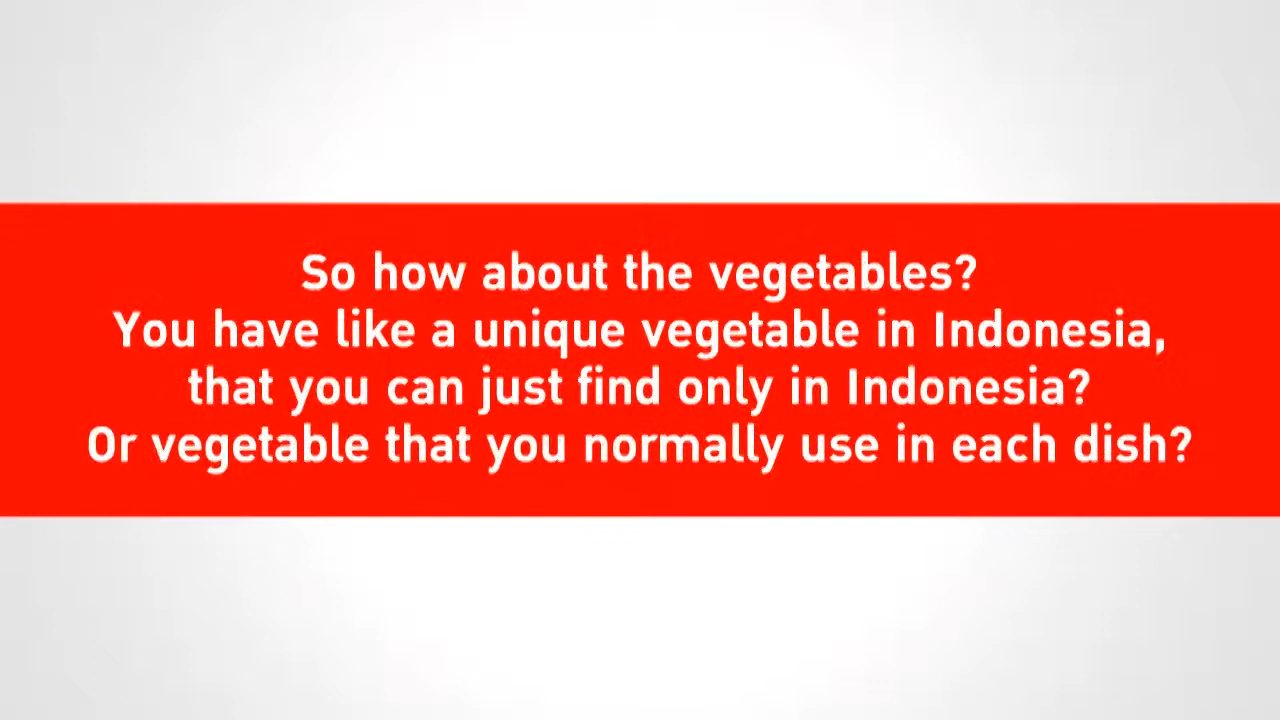 So how about the vegetables?
You have like a unique vegetable in Indonesia,
that you can just find only in Indonesia?
Or vegetable that you normally use in each dish?